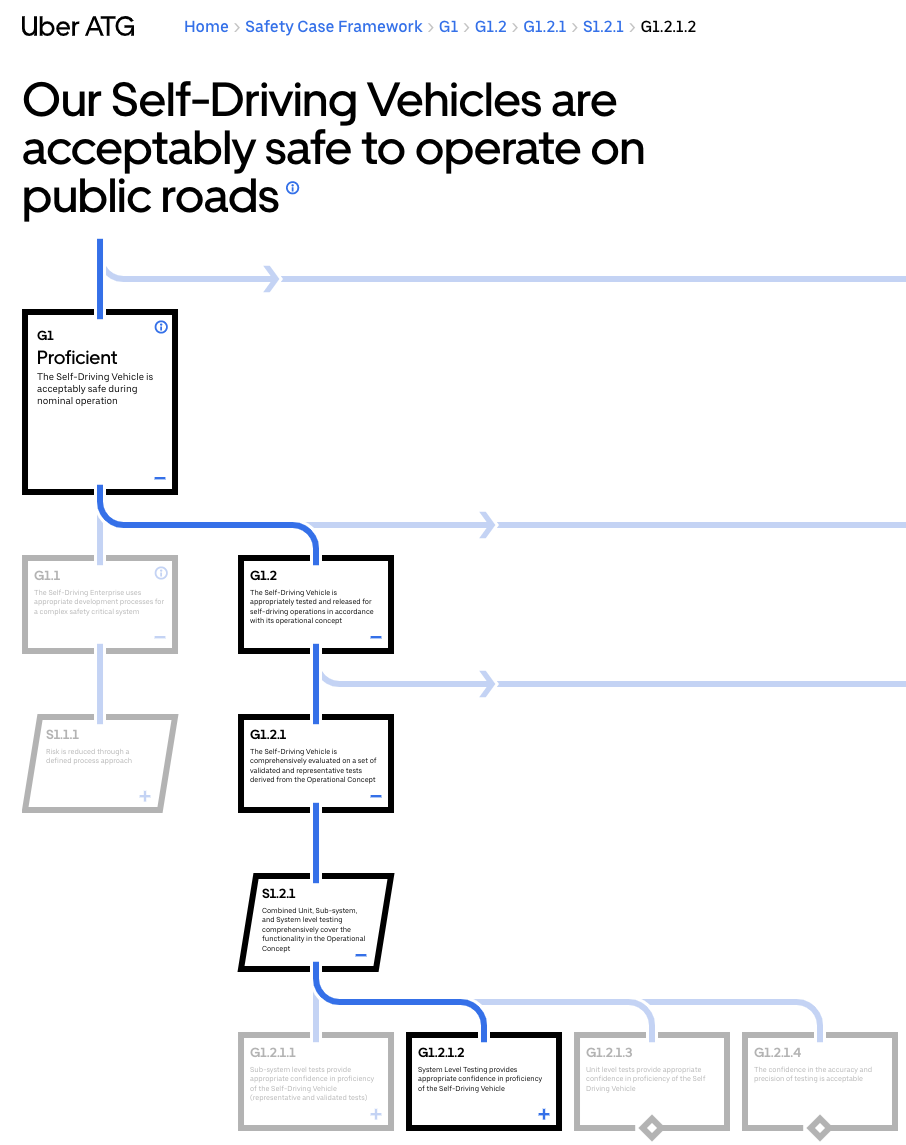 Uber ATG
Home › Safety Case Framework › G1 › G1.2 › G1.2.1 › S1.2.1 › G1.2.1.2
Our Self-Driving Vehicles are
acceptably safe to operate on
public roads
G1
Proficient
The Self-Driving Vehicle is
acceptably safe during
nominal operation
G1.1
The Self-Driving Enterprise uses
appropriate development processes for
a complex safety critical system
G1.2
The Self-Driving Vehicle is
appropriately tested and released for
self-driving operations in accordance
with its operational concept
S1.1.1
Risk is reduced through a
defined process approach
G1.2.1
The Self-Driving Vehicle is
comprehensively evaluated on a set of
validated and representative tests
derived from the Operational Concept
S1.2.1
Combined Unit, Sub-system,
and System level testing
comprehensively cover the
functionality in the Operational
Concept
G1.2.1.1
Sub-system level tests provide
appropriate confidence in proficiency
of the Self-Driving Vehicle
(representative and validated tests)
G1.2.1.2
System Level Testing provides
appropriate confidence in proficiency
of the Self-Driving Vehicle
G1.2.1.3
Unit level tests provide appropriate
confidence in proficiency of the Self
Driving Vehicle
G1.2.1.4
The confidence in the accuracy and
precision of testing is acceptable